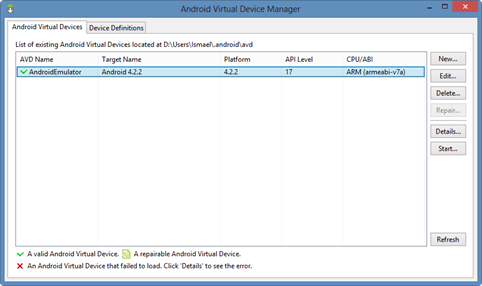 Android Virtual Device Manager
Android Virtual Devices Device Definitions
List of existing Android Virtual Devices located at D:\Users\Ismael\.android\avd
AVD Name Target Name Platform API Level CPU/ABI
AndroidEmulator Android 4.2.2 4.2.2 17 ARM (armeabi-v7a)
New...
Edit...
Delete...
Repair...
Details...
Start...
Refresh
A valid Android Virtual Device. A repairable Android Virtual Device.
An Android Virtual Device that failed to load. Click 'Details' to see the error.